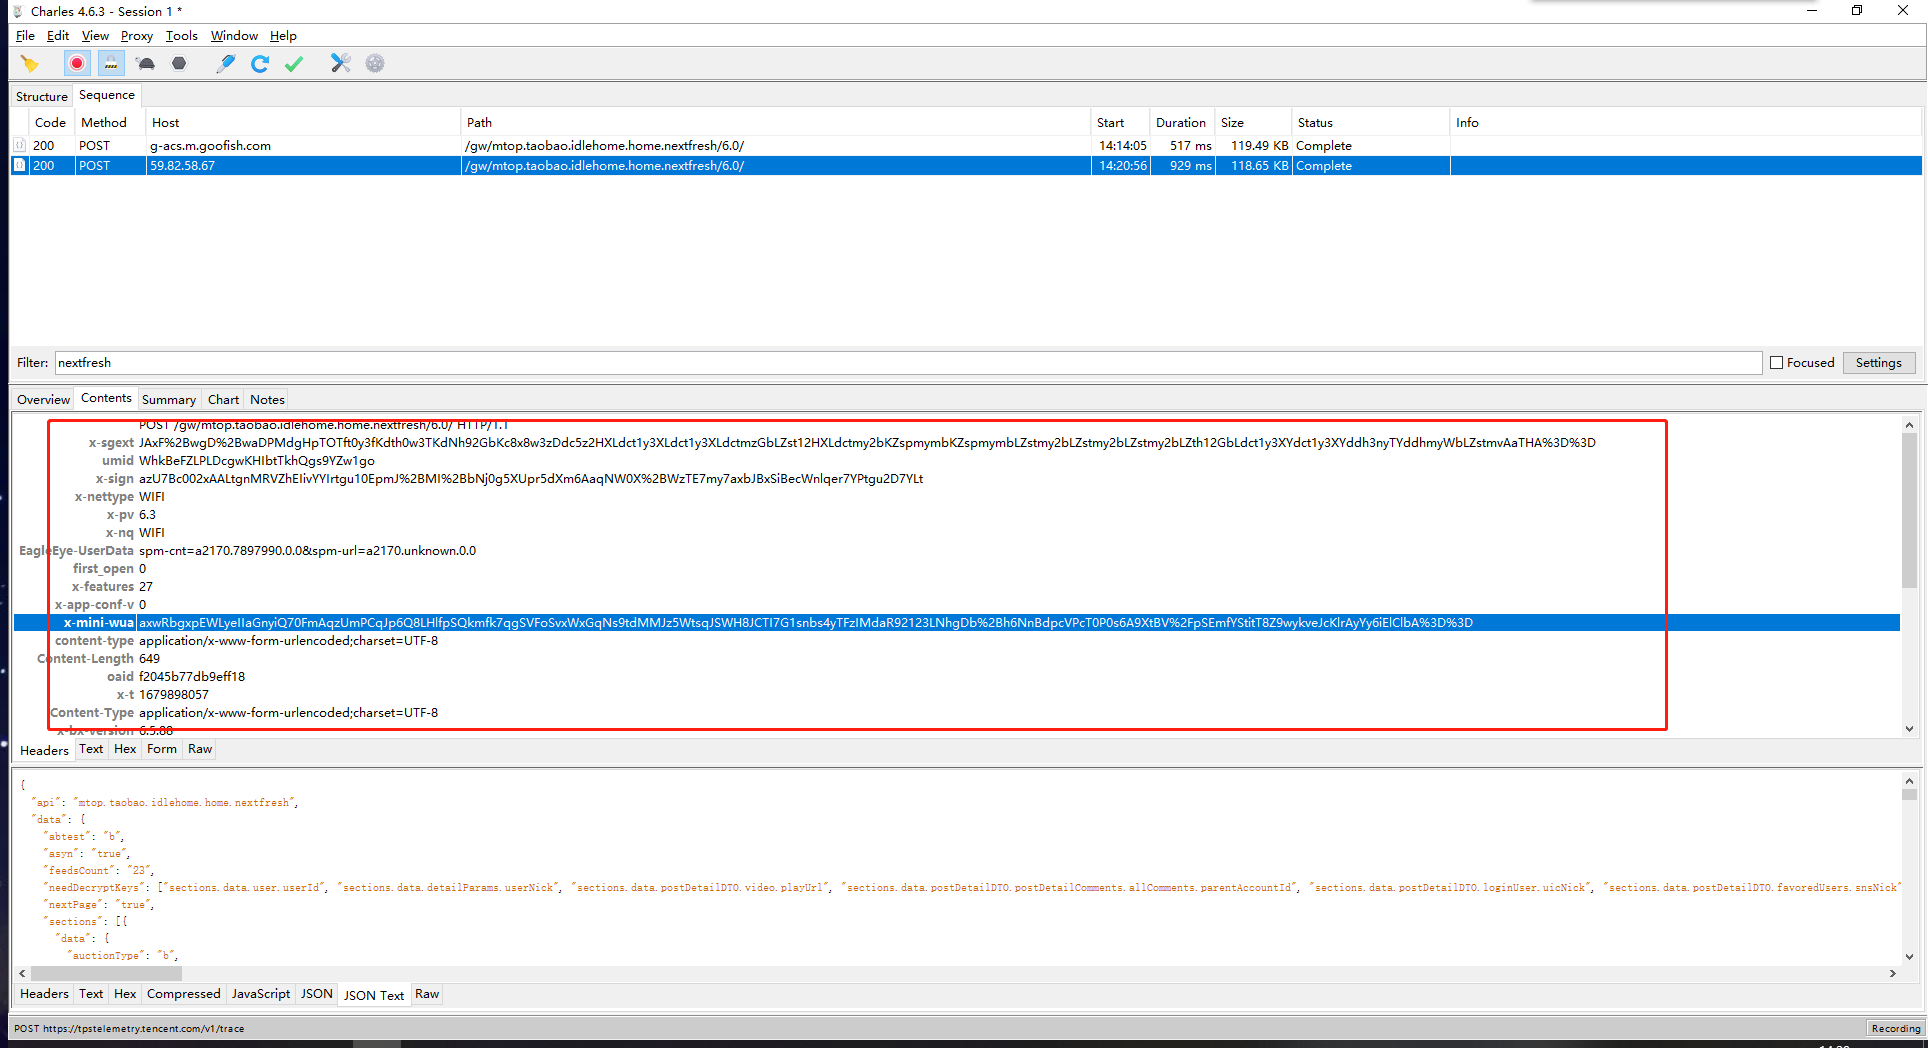 Charles 4.6.3 - Session 1 *
File Edit View Proxy Tools Window Help
Structure Sequence
Code Method Host Path Start Duration Size Status Info
200 POST g-acs.m.goofish.com /gw/mtop.taobao.idlehome.home.nextfresh/6.0/ 14:14:05 517 ms 119.49 KB Complete
200 POST 59.82.58.67 /gw/mtop.taobao.idlehome.home.nextfresh/6.0/ 14:20:56 929 ms 118.65 KB Complete
Filter: nextfresh Focused Settings
Overview Contents Summary Chart Notes
POST /gw/mtop.taobao.idlehome.home.nextfresh/6.0/ HTTP/1.1
x-sgext JAxF%2BwgD%2BwaDPMdgHpTOTft0y3fKdth0w3TKdNh92GbKc8x8w3zDdc5z2HXLdct1y3XLdct1y3XLdctmzGbLZst12HXLdctmy2bKZspmymbKZspmymbLZstmy2bLZstmy2bLZstmy2bLZth12GbLdct1y3XYdct1y3XYddh3nyTYddhmyWbLZstmvAaTHA%3D%3D
umid WhkBeFZLPLDcgwKHIbtTkhQgs9YZw1go
x-sign azU7Bc002xAALtgnMRVZhEIivYYIrtgu10EpmJ%2BMI%2BbNj0g5XUpr5dXm6AaqNW0X%2BWzTE7my7axbJBxSiBecWnlqer7YPtgu2D7YLt
x-nettype WIFI
x-pv 6.3
x-nq WIFI
EagleEye-UserData spm-cnt=a2170.7897990.0.0&spm-url=a2170.unknown.0.0
first_open 0
x-features 27
x-app-conf-v 0
x-mini-wua axwRbgxpEWLyeIIaGnyiQ70FmAqzUmPCqJp6Q8LHlfpSQkmfk7qgSVFoSvxWxGqNs9tdMMJz5WtsqJSWH8JCTI7G1snbs4yTFzIMdaR92123LNhgDb%2Bh6NnBdpcVPcT0P0s6A9XtBV%2FpSEmfYStitT8Z9wykveJcKlrAyYy6iElClbA%3D%3D
content-type application/x-www-form-urlencoded;charset=UTF-8
Content-Length 649
oaid f2045b77db9eff18
x-t 1679898057
Content-Type application/x-www-form-urlencoded;charset=UTF-8
x-bx-version 6.5.88
Headers Text Hex Form Raw
{
"api": "mtop.taobao.idlehome.home.nextfresh",
"data": {
"abtest": "b",
"asyn": "true",
"feedsCount": "23",
"needDecryptKeys": ["sections.data.user.userId", "sections.data.detailParams.userNick", "sections.data.postDetailDTO.video.playUrl", "sections.data.postDetailDTO.postDetailComments.allComments.parentAccountId", "sections.data.postDetailDTO.loginUser.uicNick", "sections.data.postDetailDTO.favoredUsers.snsNick"
"nextPage": "true",
"sections": [{
"data": {
"auctionType": "b",
Headers Text Hex Compressed JavaScript JSON JSON Text Raw
POST https://tpstelemetry.tencent.com/v1/trace Recording